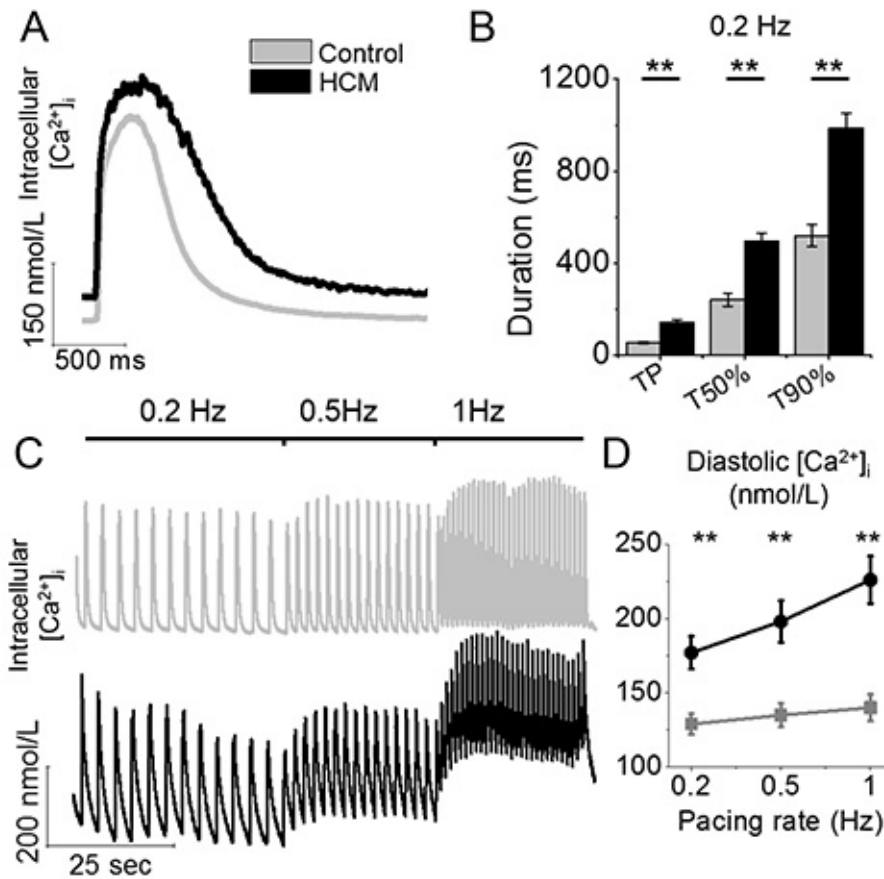 A
Control
HCM
Intracellular
[Ca²⁺]ᵢ
150 nmol/L
500 ms
B
0.2 Hz
** ** **
1200
800
400
0
Duration (ms)
TP
T50%
T90%
0.2 Hz 0.5Hz 1Hz
C
Intracellular
[Ca²⁺]ᵢ
200 nmol/L
25 sec
D
Diastolic [Ca²⁺]ᵢ
(nmol/L)
** ** **
250
200
150
100
0.2 0.5 1
Pacing rate (Hz)